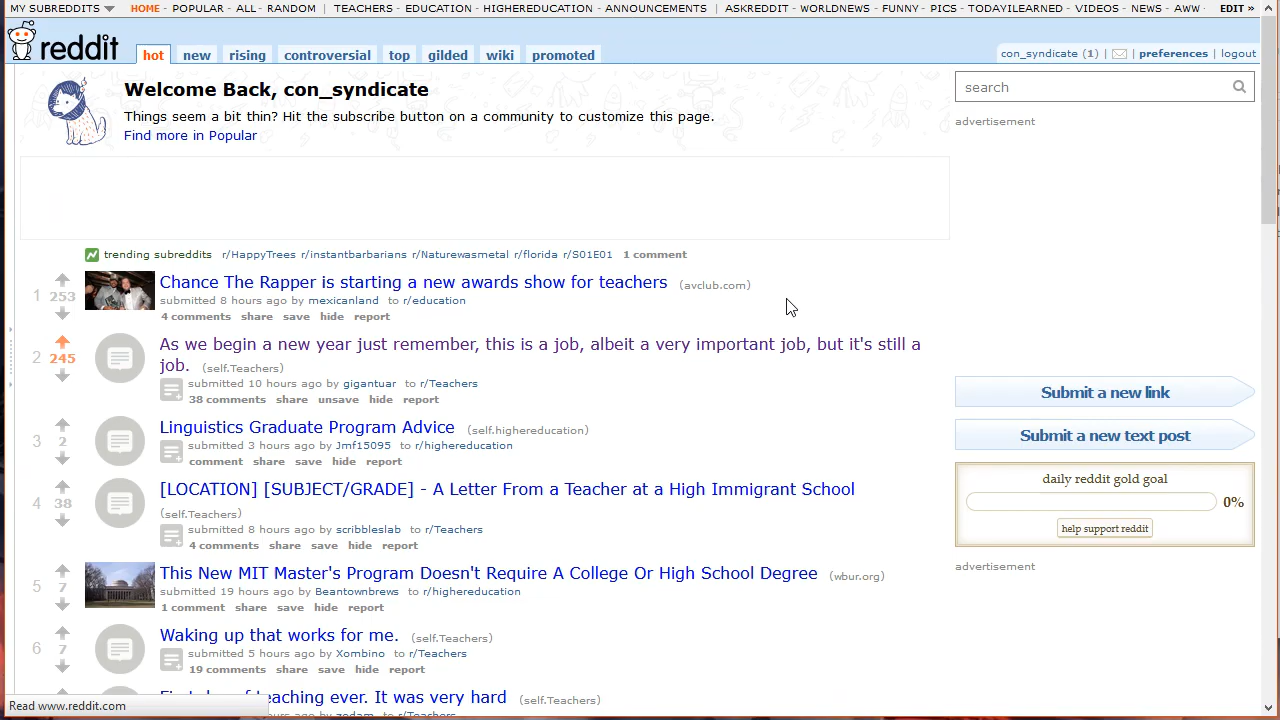 MY SUBREDDITS HOME - POPULAR - ALL - RANDOM | TEACHERS - EDUCATION - HIGHEREDUCATION - ANNOUNCEMENTS | ASKREDDIT - WORLDNEWS - FUNNY - PICS - TODAYILEARNED - VIDEOS - NEWS - AWW EDIT »
reddit hot new rising controversial top gilded wiki promoted con_syndicate (1) | | preferences | logout
Welcome Back, con_syndicate
Things seem a bit thin? Hit the subscribe button on a community to customize this page.
Find more in Popular
search
advertisement
trending subreddits r/HappyTrees r/instantbarbarians r/Naturewasmetal r/florida r/S01E01 1 comment
1 253 Chance The Rapper is starting a new awards show for teachers (avclub.com)
submitted 8 hours ago by mexicanland to r/education
4 comments share save hide report
2 245 As we begin a new year just remember, this is a job, albeit a very important job, but it's still a
job. (self.Teachers)
submitted 10 hours ago by gigantuar to r/Teachers
38 comments share unsave hide report
3 2 Linguistics Graduate Program Advice (self.highereducation)
submitted 3 hours ago by Jmf15095 to r/highereducation
comment share save hide report
4 38 [LOCATION] [SUBJECT/GRADE] - A Letter From a Teacher at a High Immigrant School
(self.Teachers)
submitted 8 hours ago by scribbleslab to r/Teachers
4 comments share save hide report
5 7 This New MIT Master's Program Doesn't Require A College Or High School Degree (wbur.org)
submitted 19 hours ago by Beantownbrews to r/highereducation
1 comment share save hide report
6 7 Waking up that works for me. (self.Teachers)
submitted 5 hours ago by Xombino to r/Teachers
19 comments share save hide report
teaching ever. It was very hard (self.Teachers)
hours ago by zedam to r/Teachers
Submit a new link
Submit a new text post
daily reddit gold goal
0%
help support reddit
advertisement
Read www.reddit.com